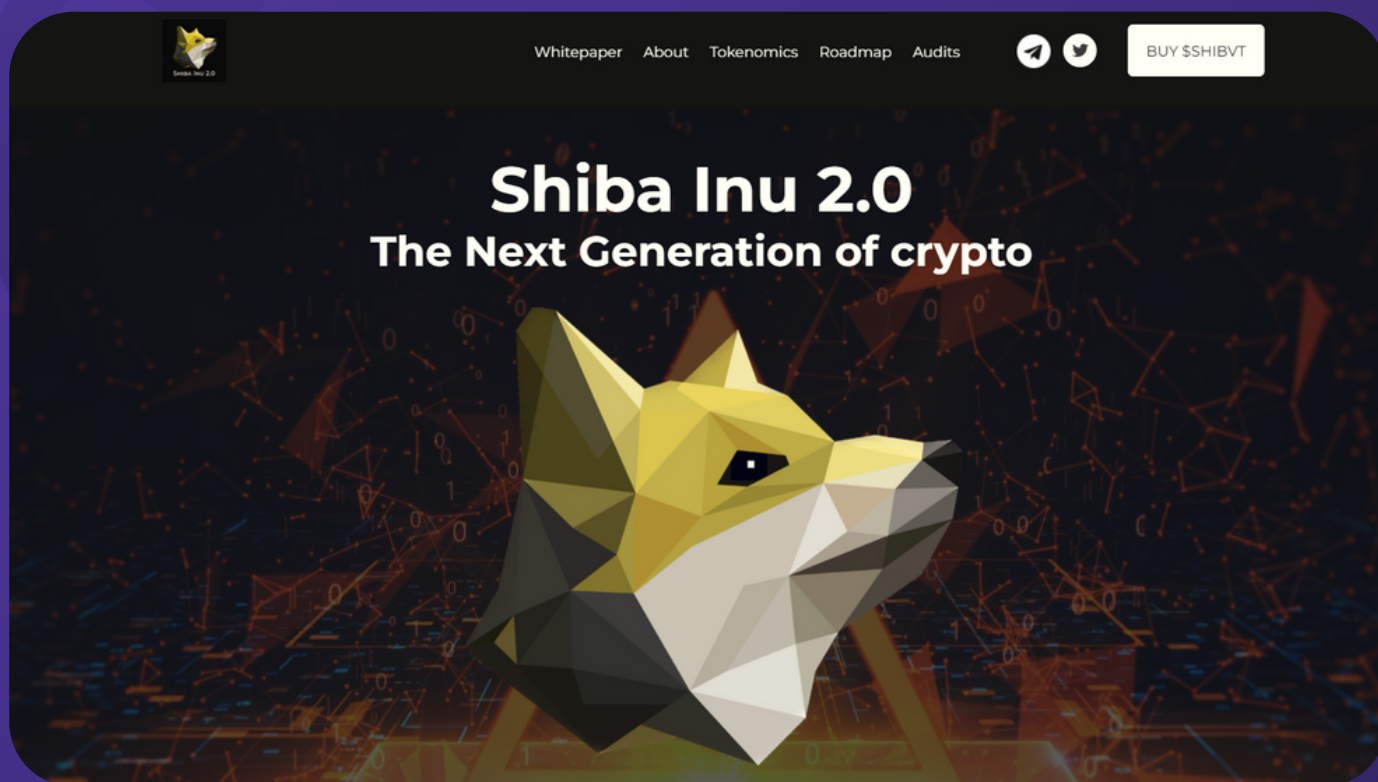 SHIBA INU 2.0
Whitepaper About Tokenomics Roadmap Audits
BUY $SHIBVT
Shiba Inu 2.0
The Next Generation of crypto